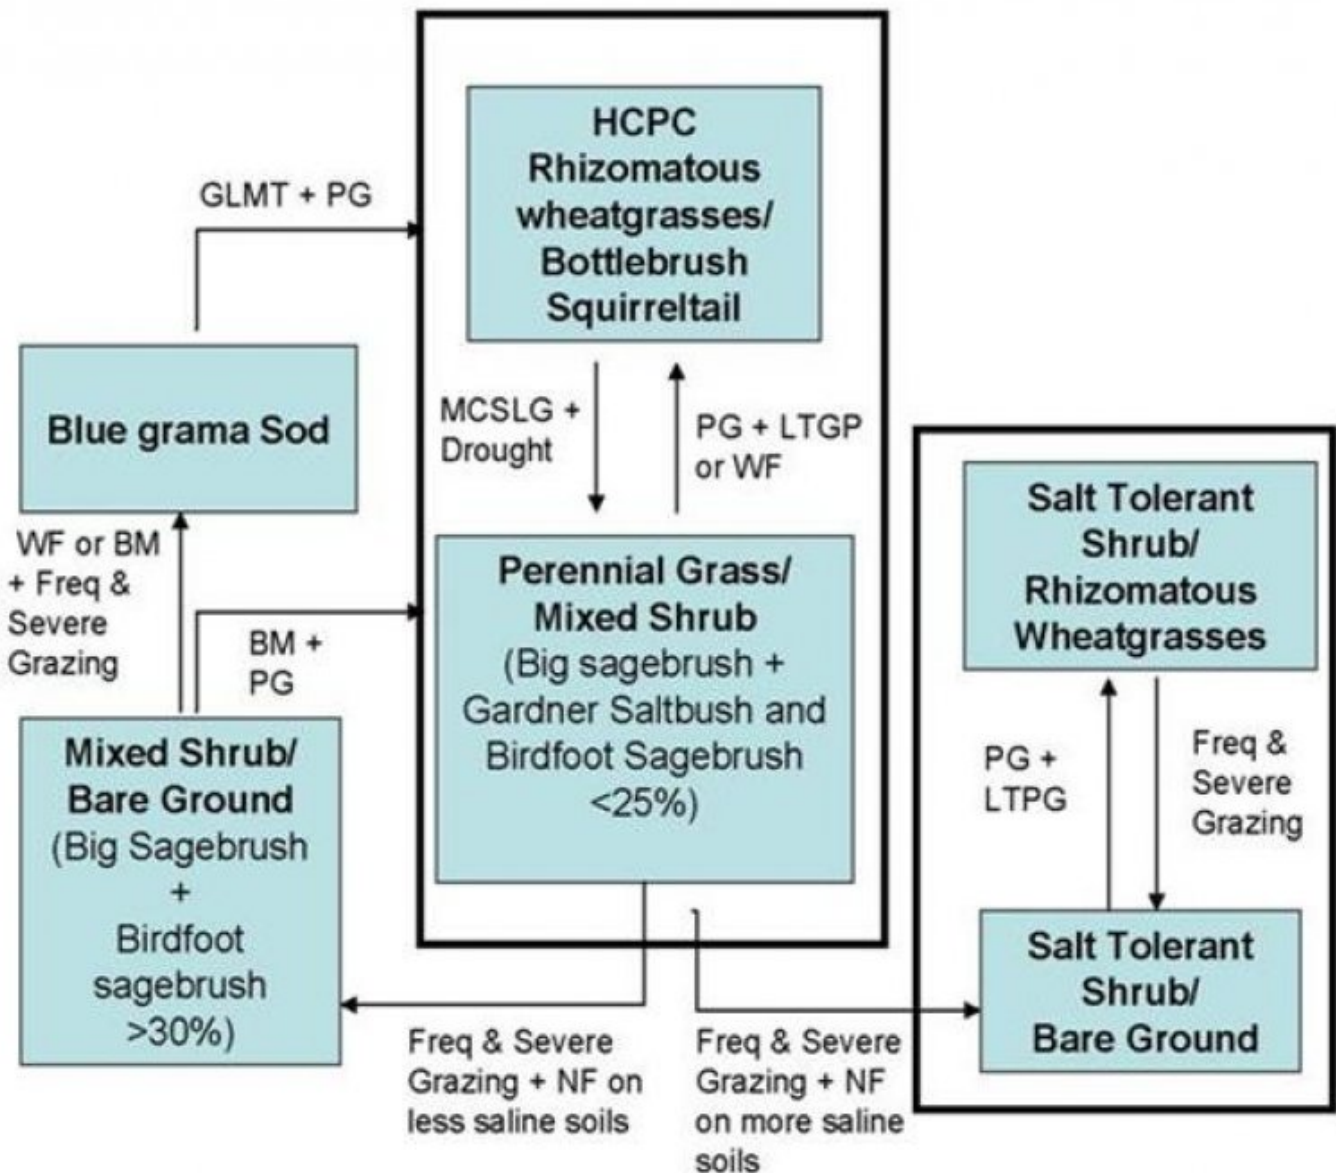 HCPC
Rhizomatous
wheatgrasses/
Bottlebrush
Squirreltail
GLMT + PG
Blue grama Sod
MCSLG +
Drought
PG + LTGP
or WF
WF or BM
+ Freq &
Severe
Grazing
BM +
PG
Perennial Grass/
Mixed Shrub
(Big sagebrush +
Gardner Saltbush and
Birdfoot Sagebrush
<25%)
Mixed Shrub/
Bare Ground
(Big Sagebrush
+
Birdfoot
sagebrush
>30%)
Freq & Severe
Grazing + NF on
less saline soils
Freq & Severe
Grazing + NF
on more saline
soils
Salt Tolerant
Shrub/
Rhizomatous
Wheatgrasses
PG +
LTPG
Freq &
Severe
Grazing
Salt Tolerant
Shrub/
Bare Ground